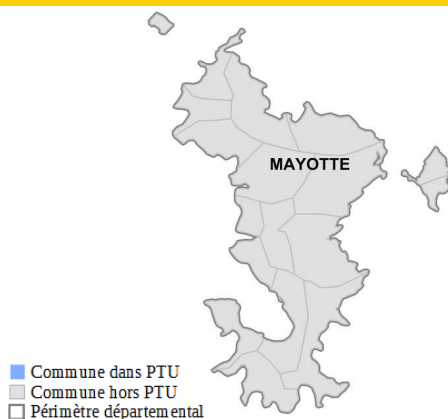 MAYOTTE
Commune dans PTU
Commune hors PTU
Périmètre départemental